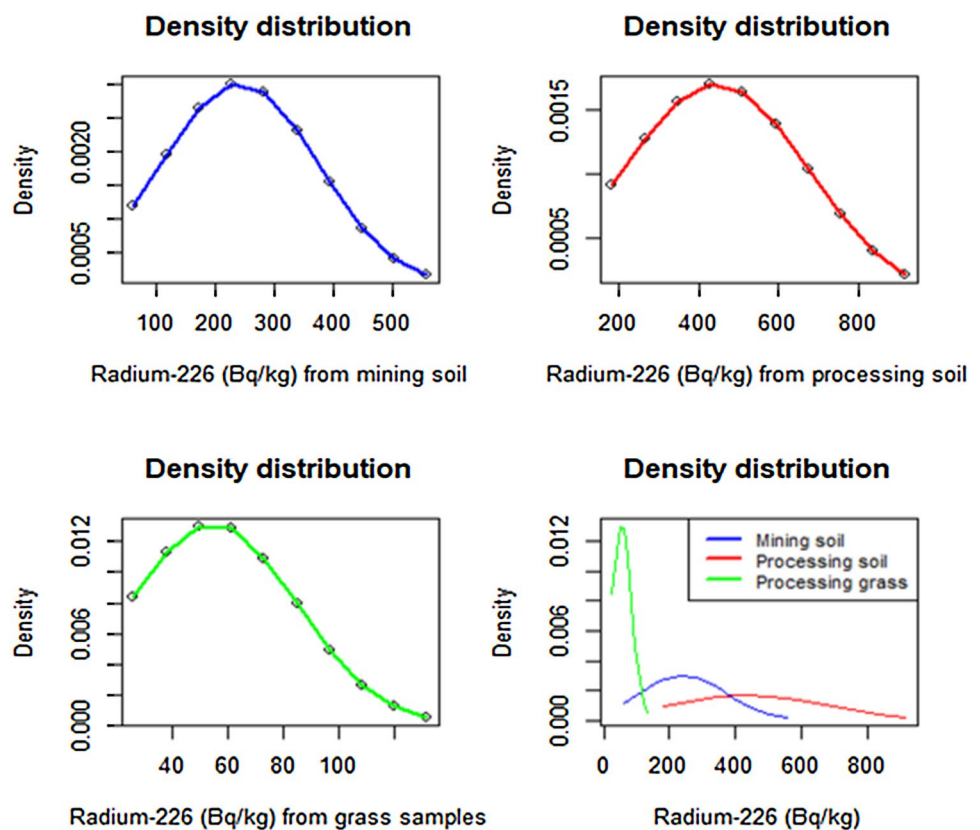 Density distribution
Density
0.0020
0.0005
100 200 300 400 500
Radium-226 (Bq/kg) from mining soil
Density distribution
Density
0.0015
0.0005
200 400 600 800
Radium-226 (Bq/kg) from processing soil
Density distribution
Density
0.012
0.006
0.000
40 60 80 100
Radium-226 (Bq/kg) from grass samples
Density distribution
Density
0.012
0.006
0.000
Mining soil
Processing soil
Processing grass
0 200 400 600 800
Radium-226 (Bq/kg)